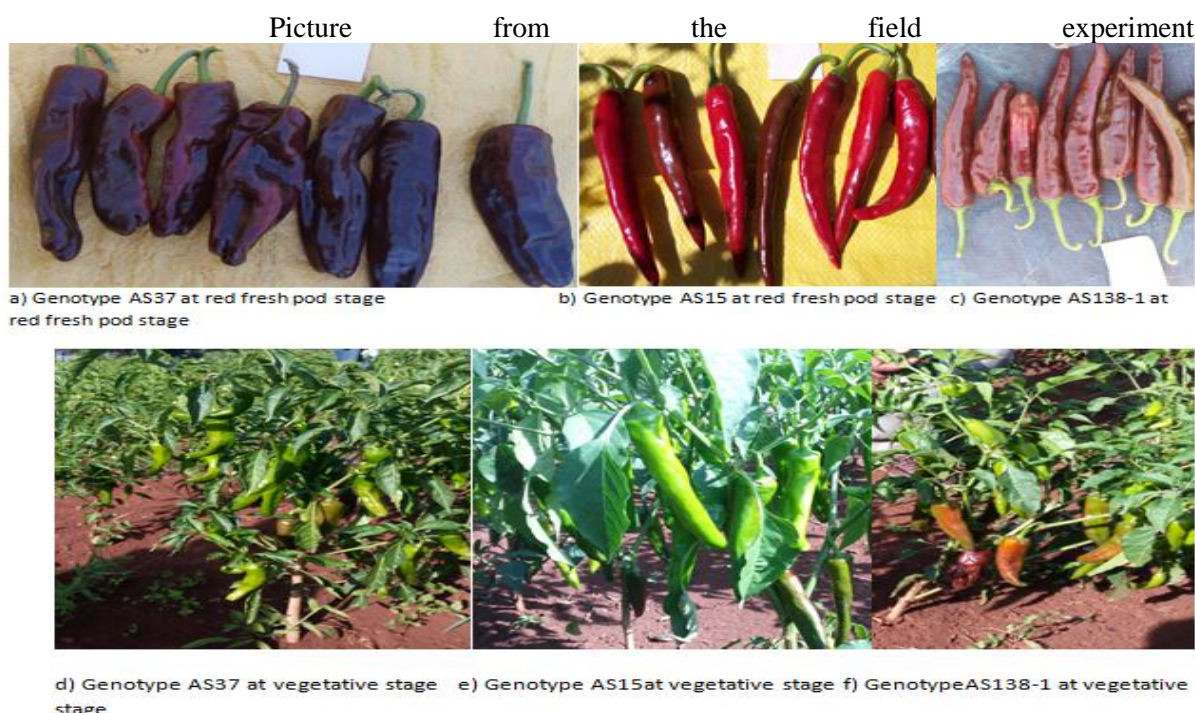 Picture from the field experiment
a) Genotype AS37 at red fresh pod stage b) Genotype AS15 at red fresh pod stage c) Genotype AS138-1 at
red fresh pod stage
d) Genotype AS37 at vegetative stage e) Genotype AS15at vegetative stage f) GenotypeAS138-1 at vegetative
stage